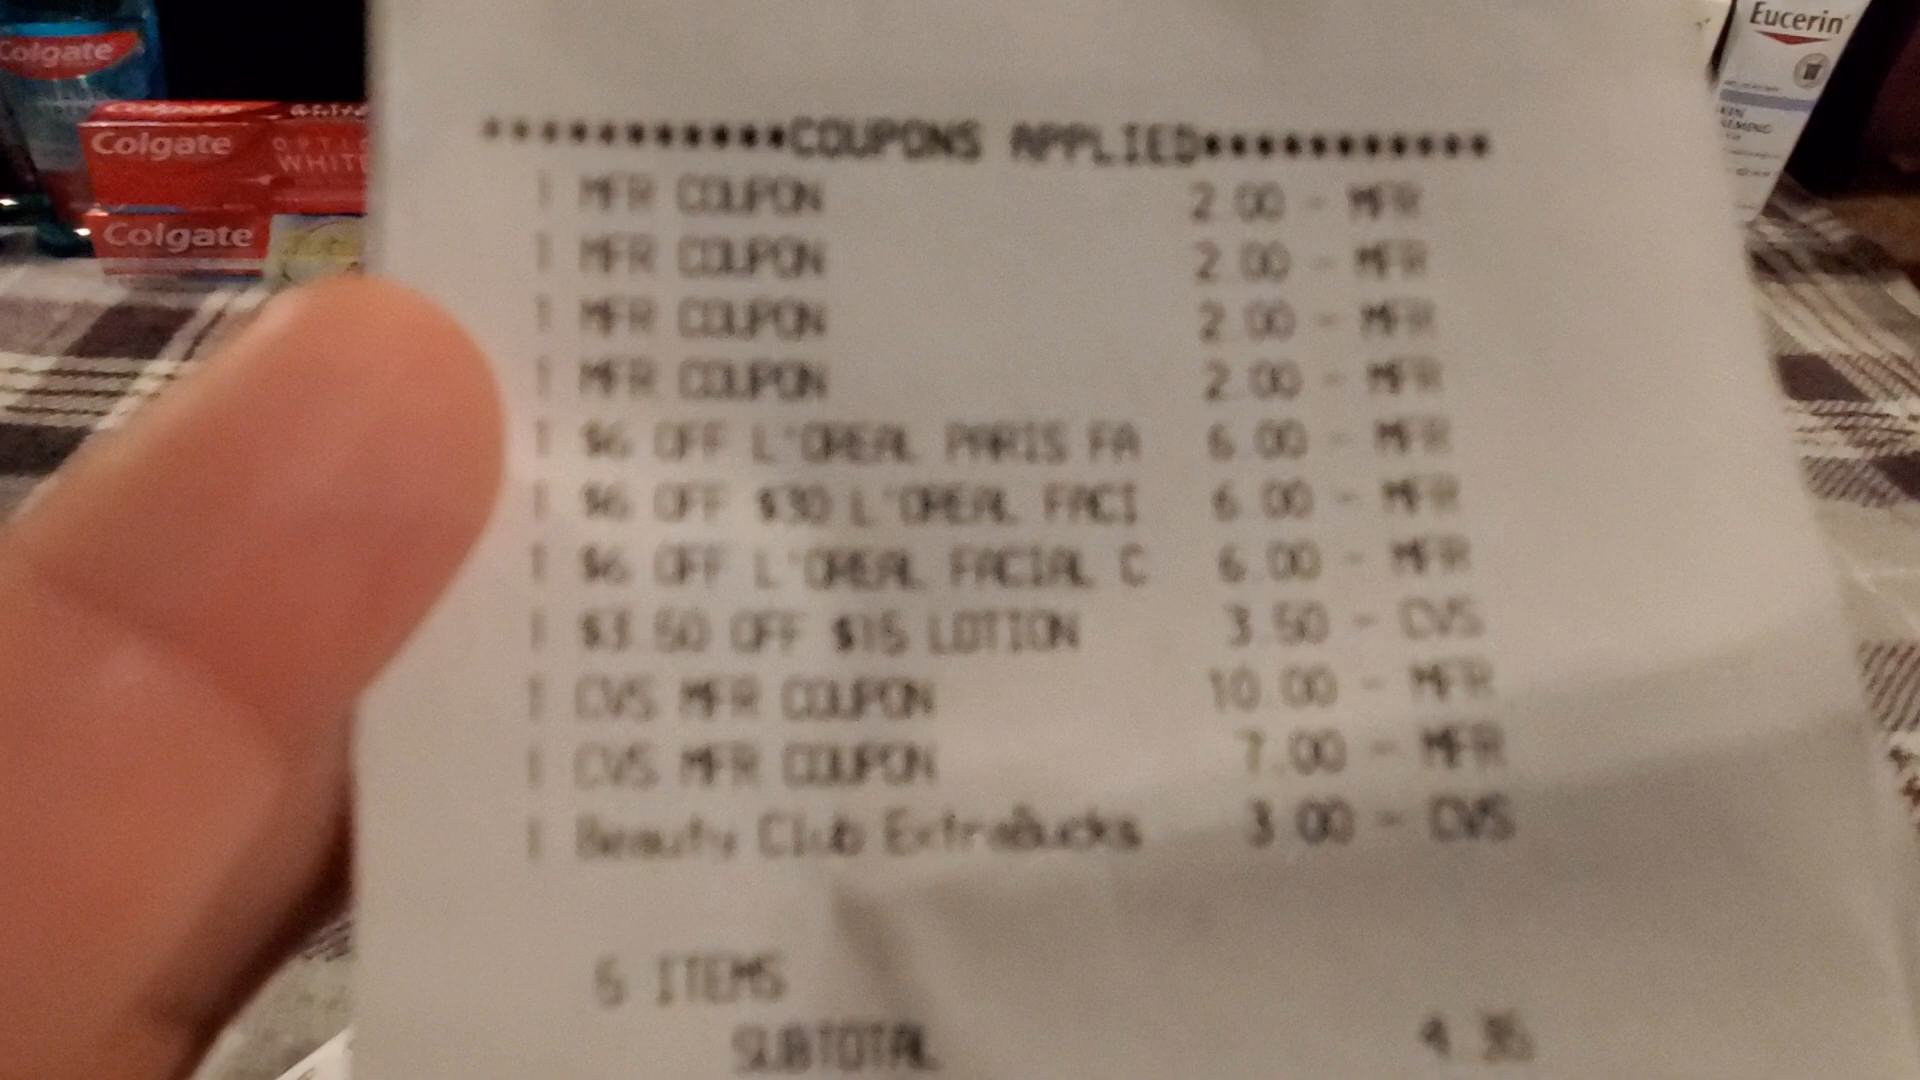 Colgate
Colgate
Colgate
OPTIC
WHITE
Colgate
Eucerin
***********COUPONS APPLIED***********
1 MFR COUPON 2.00 - MFR
1 MFR COUPON 2.00 - MFR
1 MFR COUPON 2.00 - MFR
1 MFR COUPON 2.00 - MFR
1 $6 OFF L'OREAL PARIS FA 6.00 - MFR
1 $6 OFF $30 L'OREAL FACI 6.00 - MFR
1 $6 OFF L'OREAL FACIAL C 6.00 - MFR
1 $3.50 OFF $15 LOTION 3.50 - CVS
1 CVS MFR COUPON 10.00 - MFR
1 CVS MFR COUPON 7.00 - MFR
1 Beauty Club ExtraBucks 3.00 - CVS
6 ITEMS
SUBTOTAL 4.36